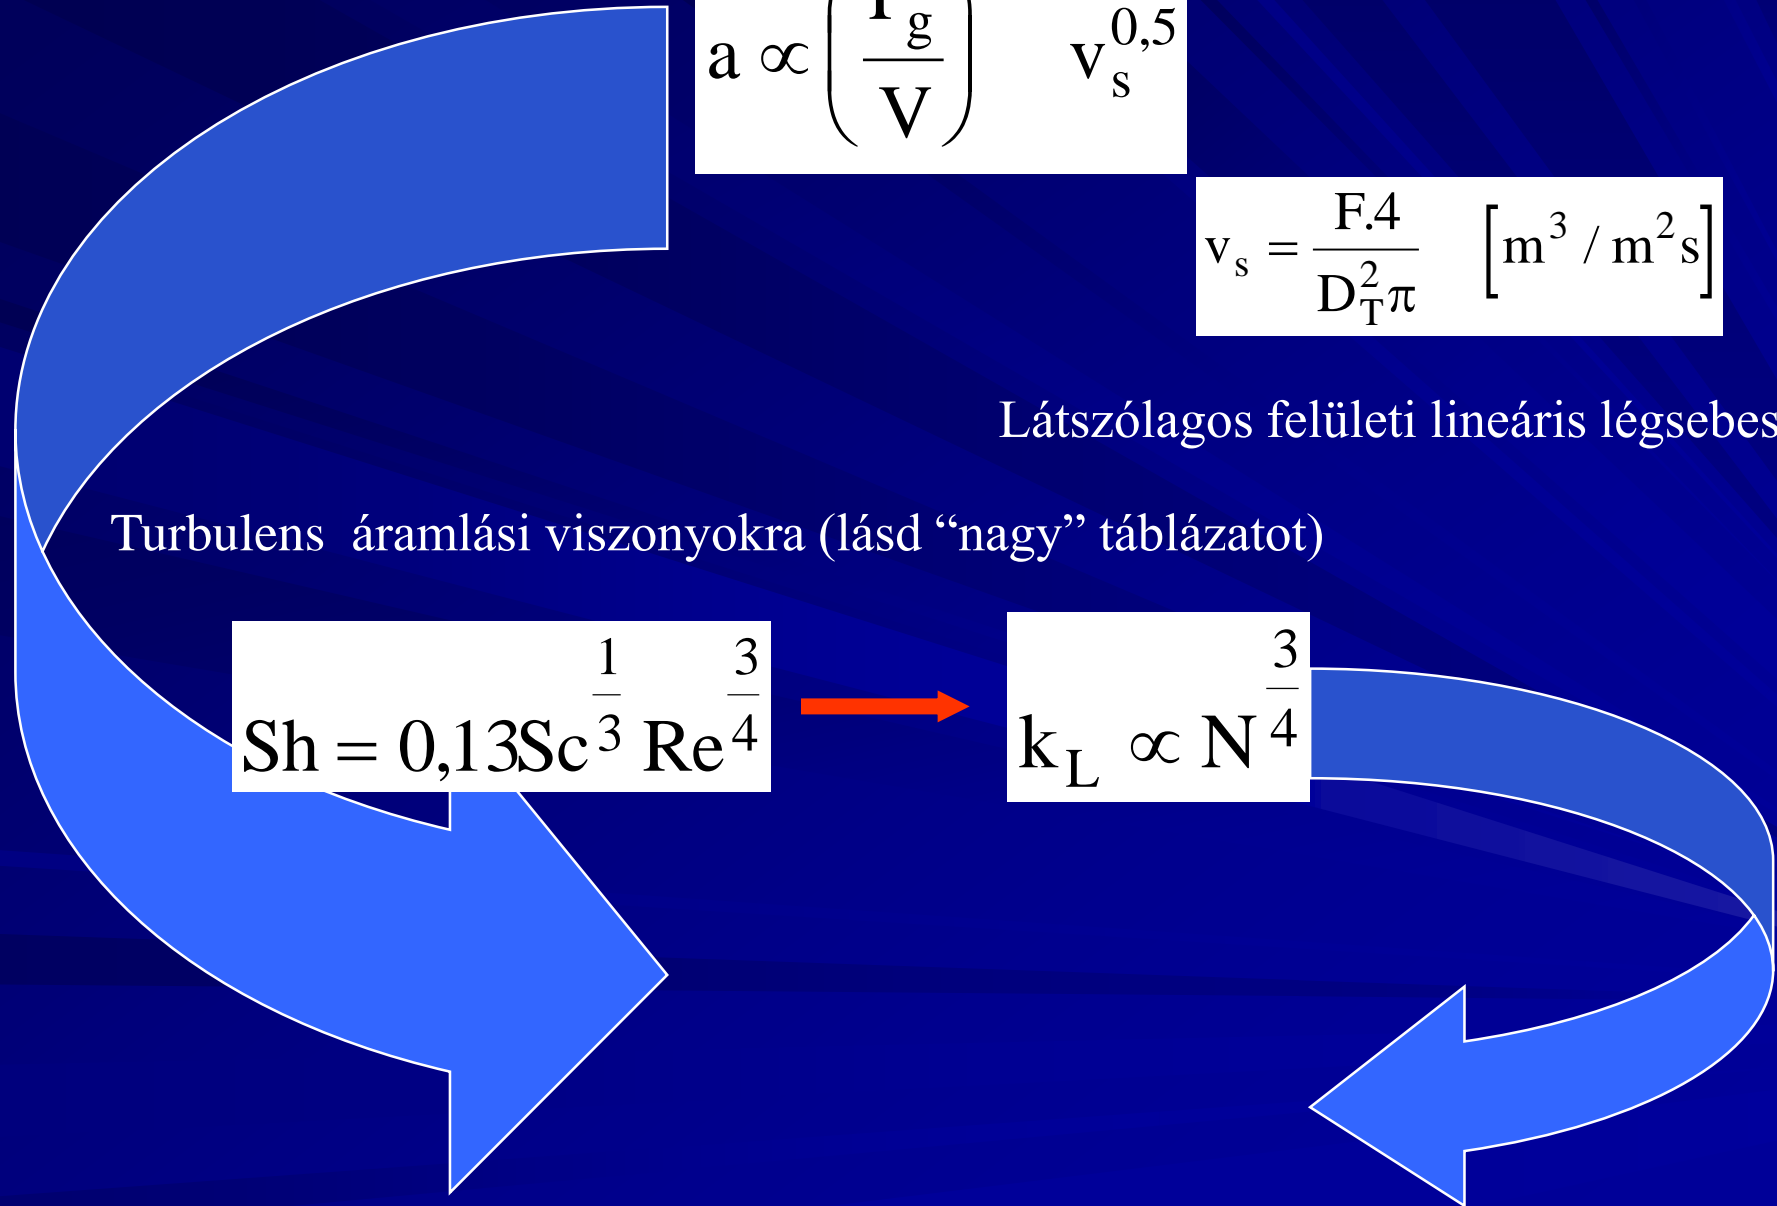 a ∝ (P_g / V) v_s^0,5
v_s = F.4 / D_T^2 π [m^3 / m^2 s]
Látszólagos felületi lineáris
Turbulens áramlási viszonyokra (lásd “nagy” táblázatot)
Sh = 0,13Sc^1/3 Re^3/4
k_L ∝ N^3/4